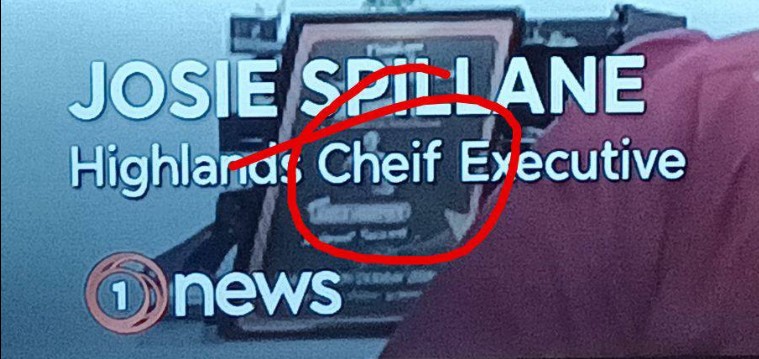 JOSIE SPILLANE
Highlands Cheif Executive
1 news